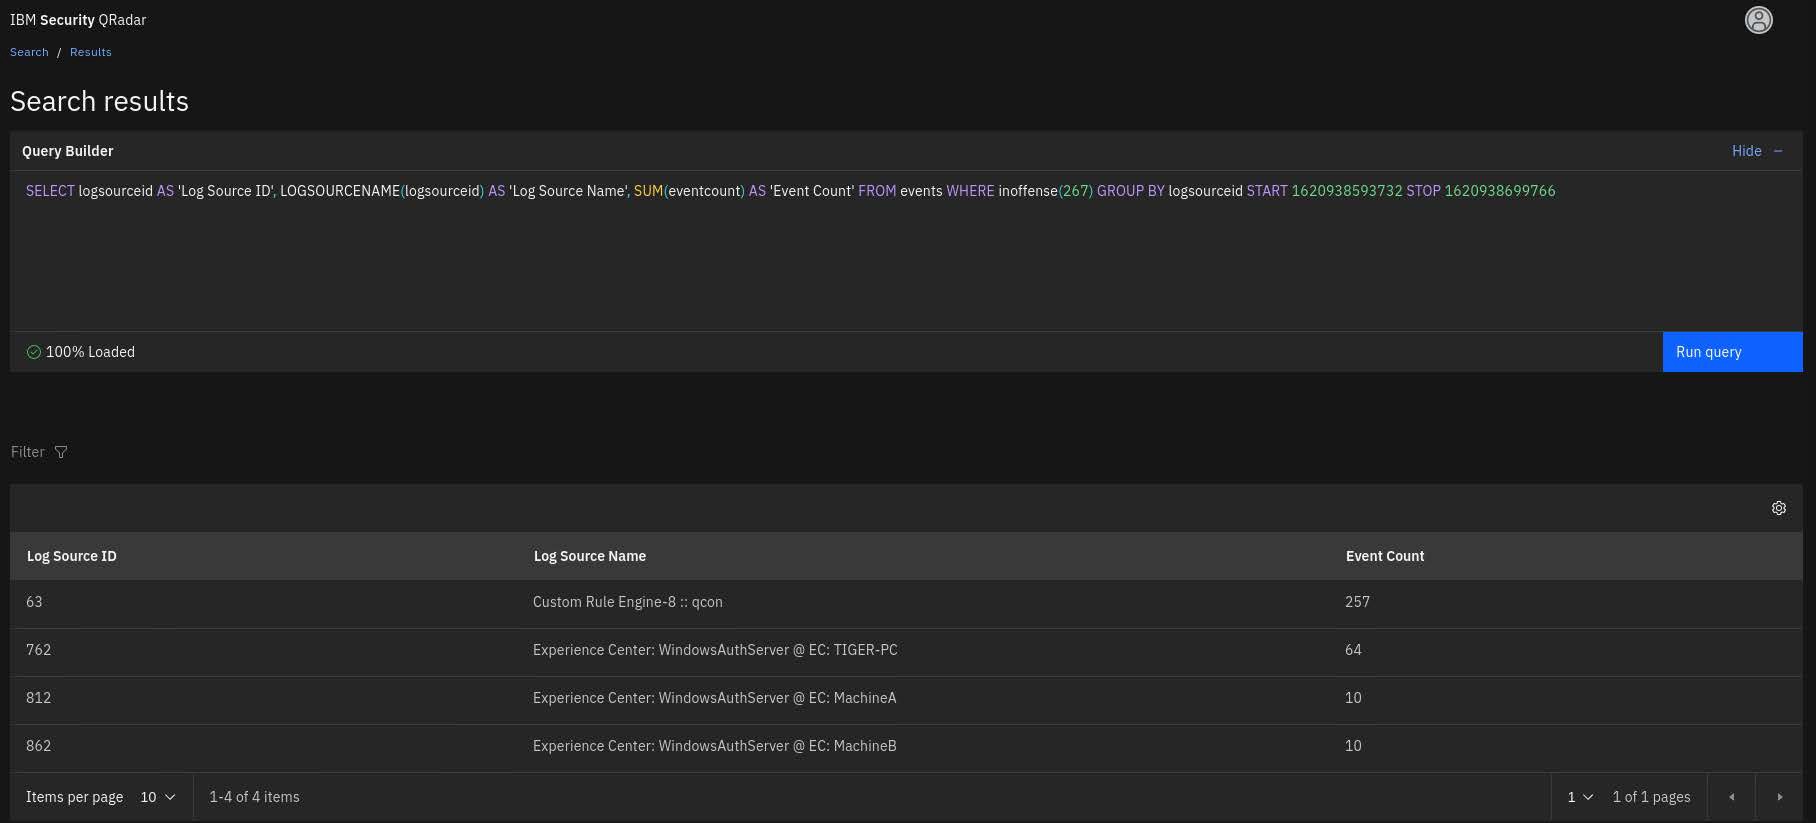 IBM Security QRadar
Search / Results
Search results
Query Builder
Hide −
SELECT logsourceid AS 'Log Source ID', LOGSOURCENAME(logsourceid) AS 'Log Source Name', SUM(eventcount) AS 'Event Count' FROM events WHERE inoffense(267) GROUP BY logsourceid START 1620938593732 STOP 1620938699766
100% Loaded
Run query
Filter
Log Source ID Log Source Name Event Count
63 Custom Rule Engine-8 :: qcon 257
762 Experience Center: WindowsAuthServer @ EC: TIGER-PC 64
812 Experience Center: WindowsAuthServer @ EC: MachineA 10
862 Experience Center: WindowsAuthServer @ EC: MachineB 10
Items per page 10 1-4 of 4 items 1 1 of 1 pages